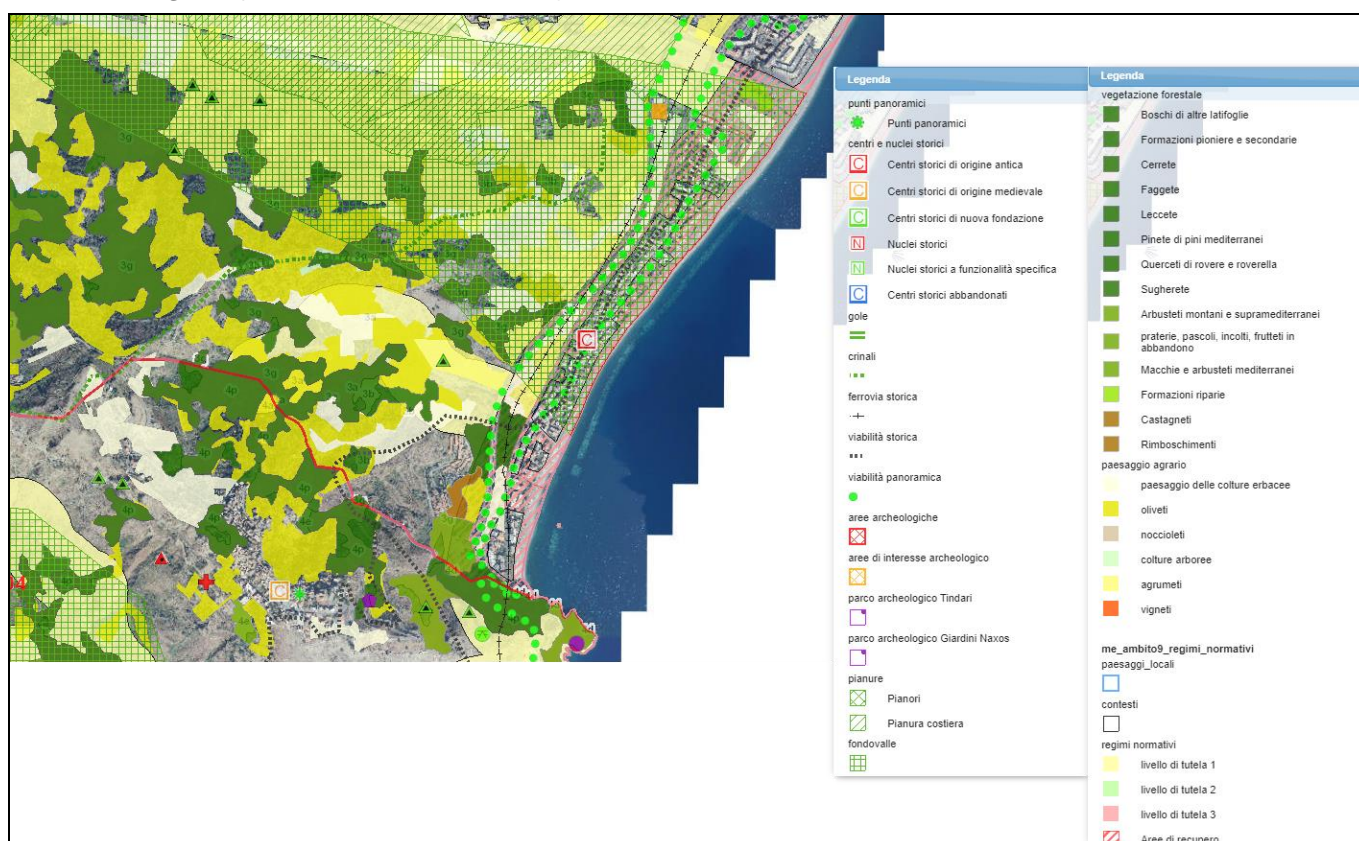 Legenda
punti panoramici
Punti panoramici
centri e nuclei storici
Centri storici di origine antica
Centri storici di origine medievale
Centri storici di nuova fondazione
Nuclei storici
Nuclei storici a funzionalità specifica
Centri storici abbandonati
gole
crinali
ferrovia storica
viabilità storica
viabilità panoramica
aree archeologiche
aree di interesse archeologico
parco archeologico Tindari
parco archeologico Giardini Naxos
pianure
Pianori
Pianura costiera
fondovalle
Legenda
vegetazione forestale
Boschi di altre latifoglie
Formazioni pioniere e secondarie
Cerrete
Faggete
Leccete
Pinete di pini mediterranei
Querceti di rovere e roverella
Sugherete
Arbusteti montani e supramediterranei
praterie, pascoli, incolti, frutteti in
abbandono
Macchie e arbusteti mediterranei
Formazioni riparie
Castagneti
Rimboschimenti
paesaggio agrario
paesaggio delle colture erbacee
oliveti
noccioleti
colture arboree
agrumeti
vigneti
me_ambito9_regimi_normativi
paesaggi_locali
contesti
regimi normativi
livello di tutela 1
livello di tutela 2
livello di tutela 3
Aree di recupero
3g
3g
3g
4p
3a
3b
4p
4p
4e
4p
C
C